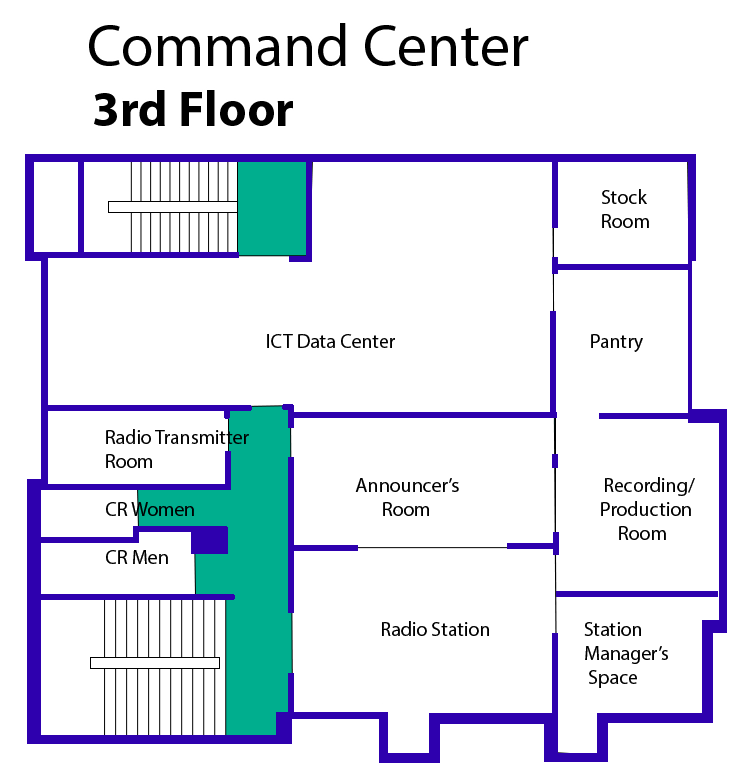 Command Center
3rd Floor
Stock
Room
ICT Data Center
Pantry
Radio Transmitter
Room
Announcer's
Room
Recording/
Production
Room
CR Women
CR Men
Radio Station
Station
Manager's
Space